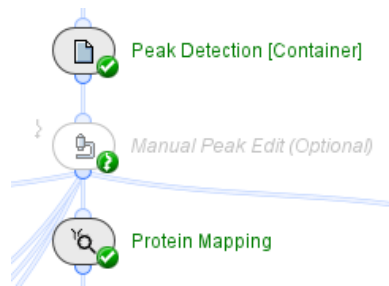 Peak Detection [Container]
Manual Peak Edit (Optional)
Protein Mapping